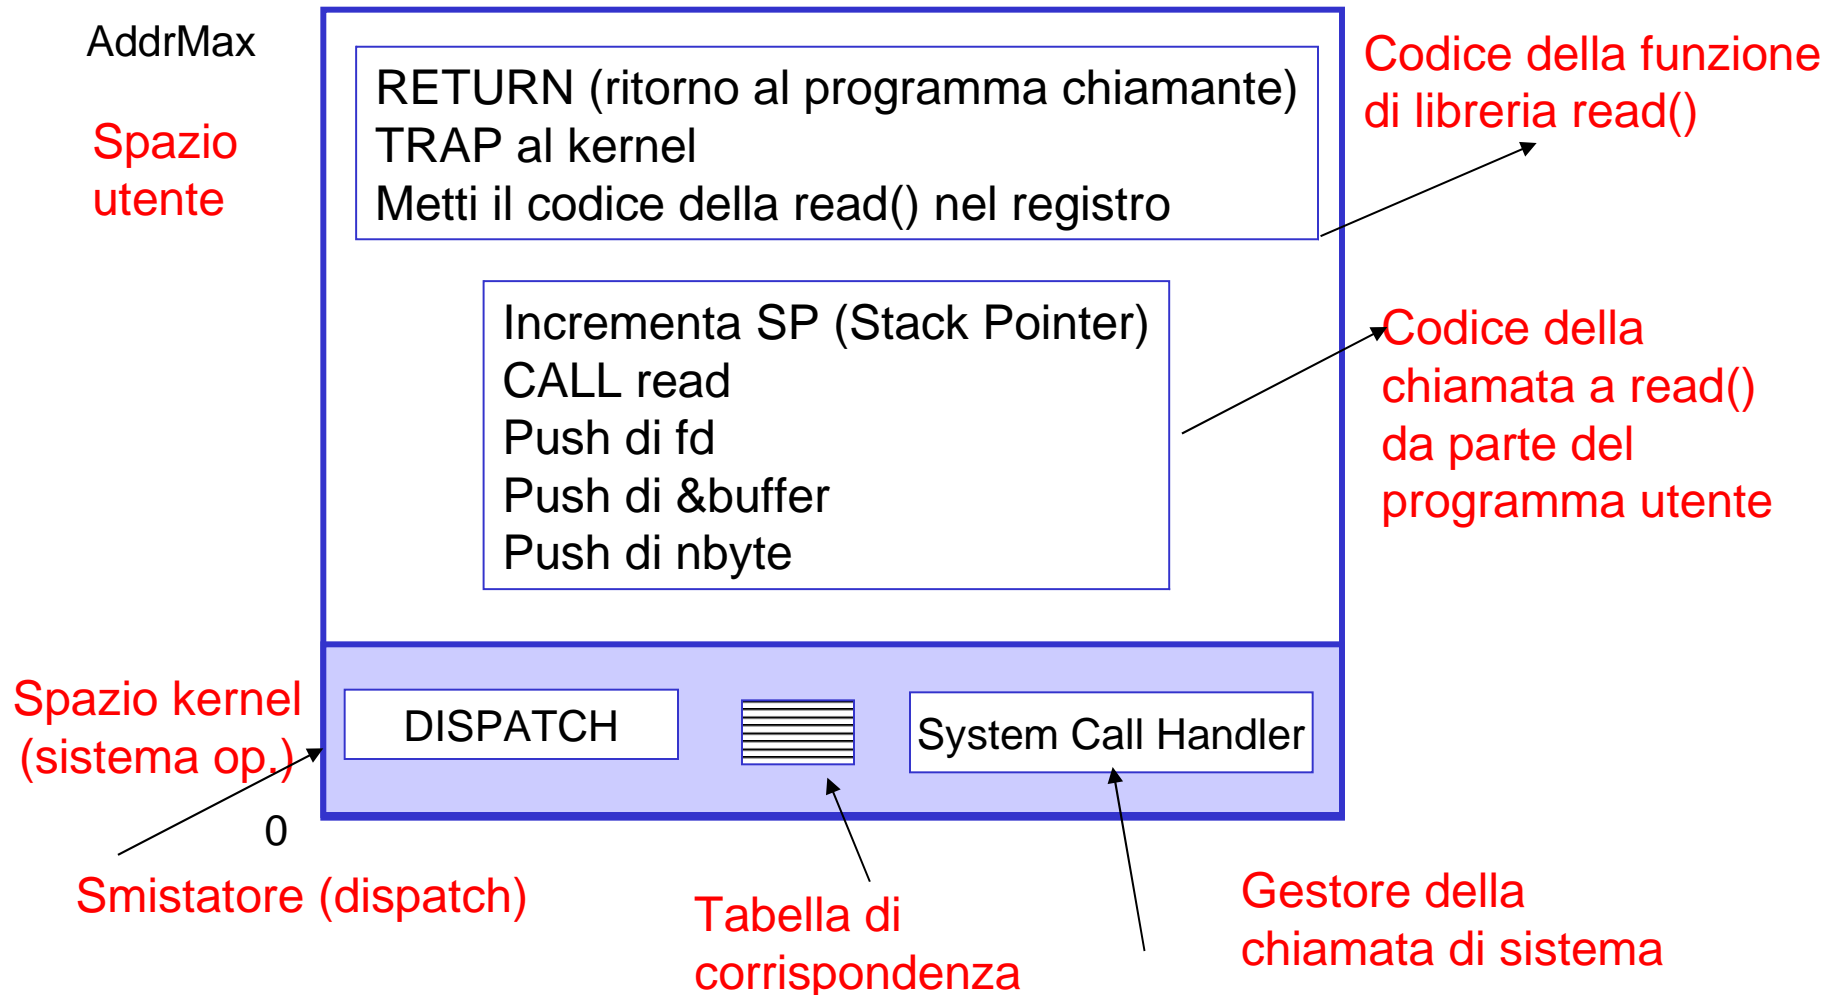 AddrMax
Spazio
utente
RETURN (ritorno al programma chiamante)
TRAP al kernel
Metti il codice della read() nel registro
Codice della funzione
di libreria read()
Incrementa SP (Stack Pointer)
CALL read
Push di fd
Push di &buffer
Push di nbyte
Codice della
chiamata a read()
da parte del
programma utente
Spazio kernel
(sistema op.)
DISPATCH
System Call Handler
0
Smistatore (dispatch)
Tabella di
corrispondenza
Gestore della
chiamata di sistema